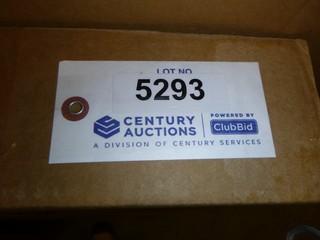 LOT NO.
5293
CENTURY
AUCTIONS
POWERED BY
ClubBid
A DIVISION OF CENTURY SERVICES